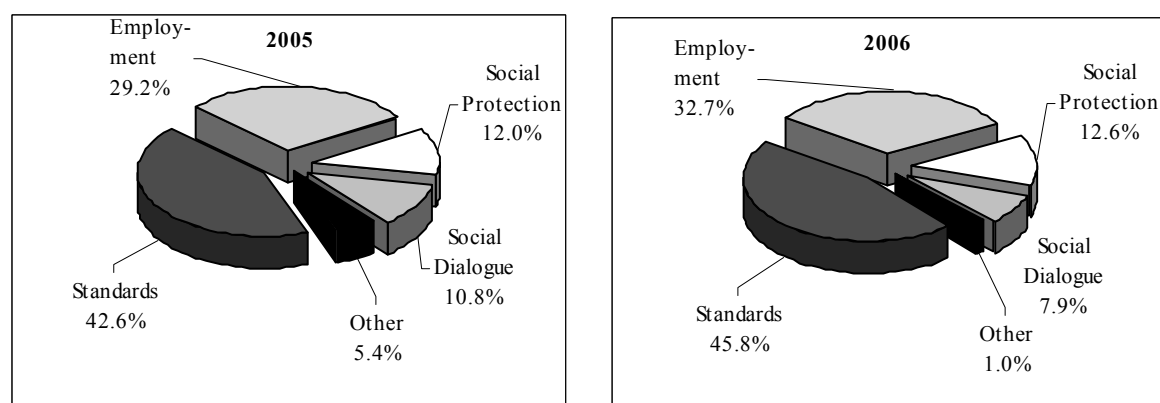 2005
Employ-
ment
29.2%
Social
Protection
12.0%
Social
Dialogue
10.8%
Other
5.4%
Standards
42.6%
2006
Employ-
ment
32.7%
Social
Protection
12.6%
Social
Dialogue
7.9%
Other
1.0%
Standards
45.8%